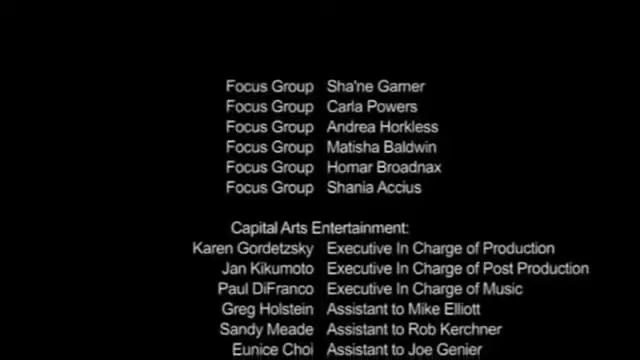 Focus Group Sha'ne Garner
Focus Group Carla Powers
Focus Group Andrea Horkless
Focus Group Matisha Baldwin
Focus Group Homar Broadnax
Focus Group Shania Accius
Capital Arts Entertainment:
Karen Gordetzsky Executive In Charge of Production
Jan Kikumoto Executive In Charge of Post Production
Paul DiFranco Executive In Charge of Music
Greg Holstein Assistant to Mike Elliott
Sandy Meade Assistant to Rob Kerchner
Eunice Choi Assistant to Joe Genier